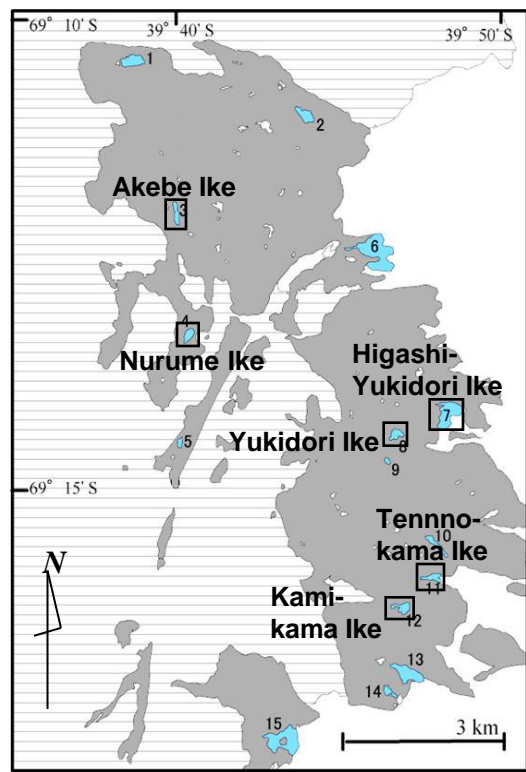 69° 10' S
39° 40' S
39° 50' S
1
2
Akebe Ike
3
6
4
Nurume Ike
Higashi-
Yukidori Ike
7
Yukidori Ike
8
5
9
69° 15' S
Tennno-
kama Ike
10
11
N
Kami-
kama Ike
12
13
14
15
3 km